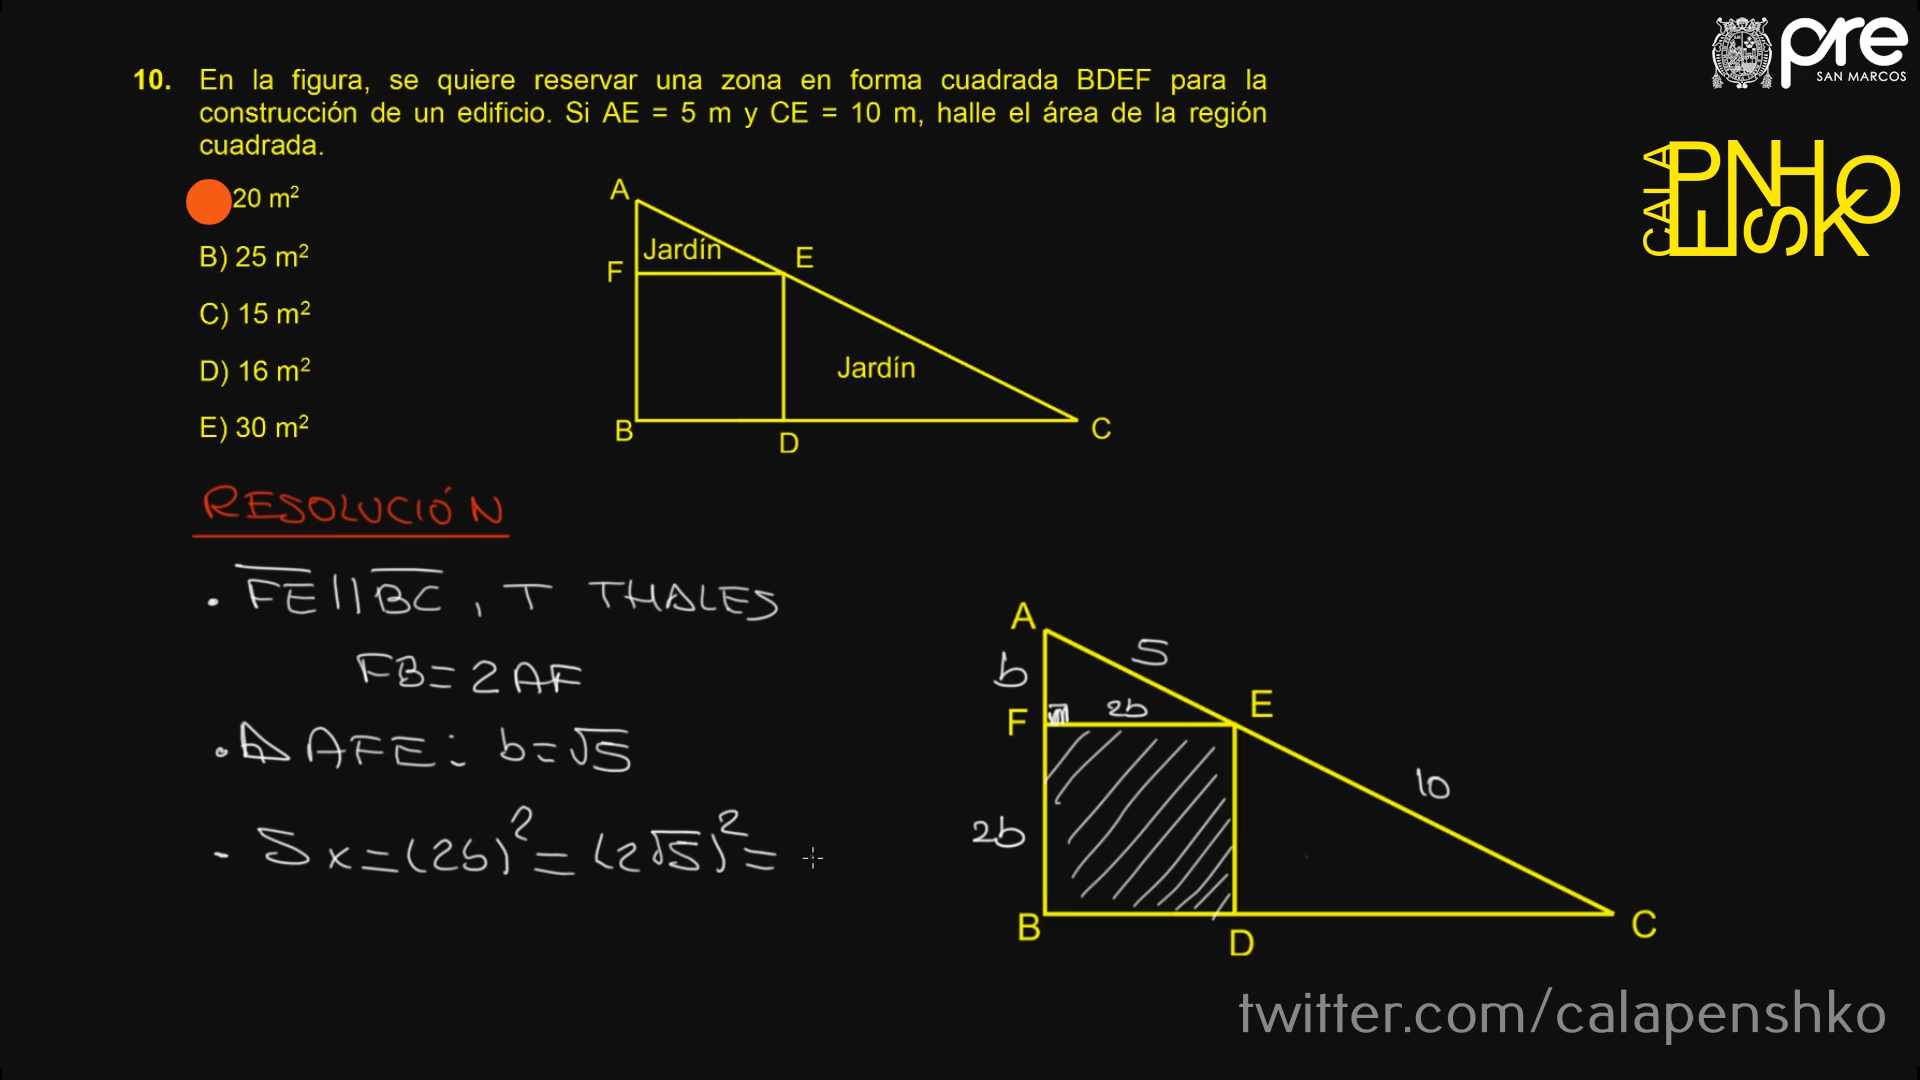 pre
SAN MARCOS
10. En la figura, se quiere reservar una zona en forma cuadrada BDEF para la
construcción de un edificio. Si AE = 5 m y CE = 10 m, halle el área de la región
cuadrada.
CALA
PENSHKO
20 m²
B) 25 m²
C) 15 m²
D) 16 m²
E) 30 m²
A
Jardín
E
F
Jardín
B
D
C
RESOLUCIÓN
. FE || BC , T THALES
FB = 2 AF
. ⊿ AFE : b = √5
- Sx = (2b)² = (2√5)² =
A
5
b
F
2b
E
10
2b
B
D
C
twitter.com/calapenshko